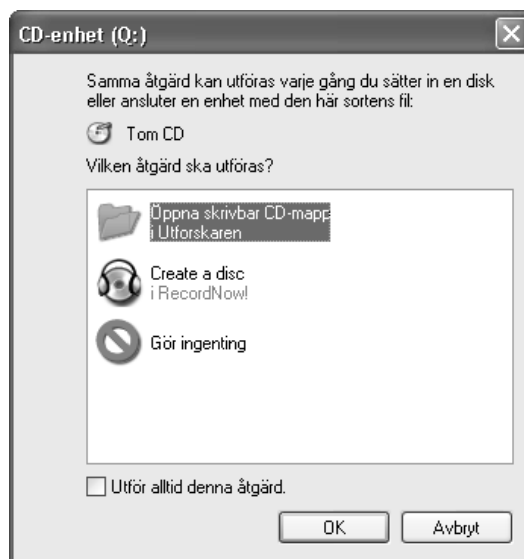 CD-enhet (Q:)
Samma åtgärd kan utföras varje gång du sätter in en disk
eller ansluter en enhet med den här sortens fil:
Tom CD
Vilken åtgärd ska utföras?
Öppna skrivbar CD-mapp
i Utforskaren
Create a disc
i RecordNow!
Gör ingenting
Utför alltid denna åtgärd.
OK
Avbryt